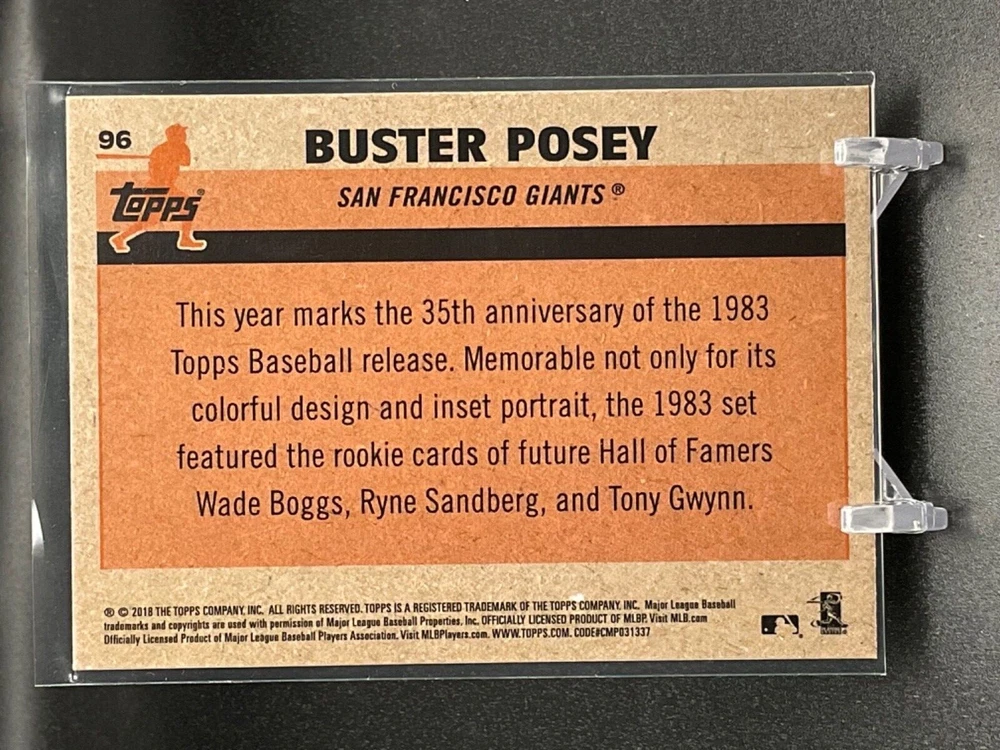 96
BUSTER POSEY
TOPPS®
SAN FRANCISCO GIANTS®
This year marks the 35th anniversary of the 1983
Topps Baseball release. Memorable not only for its
colorful design and inset portrait, the 1983 set
featured the rookie cards of future Hall of Famers
Wade Boggs, Ryne Sandberg, and Tony Gwynn.
® © 2018 THE TOPPS COMPANY, INC. ALL RIGHTS RESERVED. TOPPS IS A REGISTERED TRADEMARK OF THE TOPPS COMPANY, INC. Major League Baseball
trademarks and copyrights are used with permission of Major League Baseball Properties, Inc. OFFICIALLY LICENSED PRODUCT OF MLBP. Visit MLB.com
Officially Licensed Product of Major League Baseball Players Association. Visit MLBPlayers.com. WWW.TOPPS.COM. CODE#CMP031337